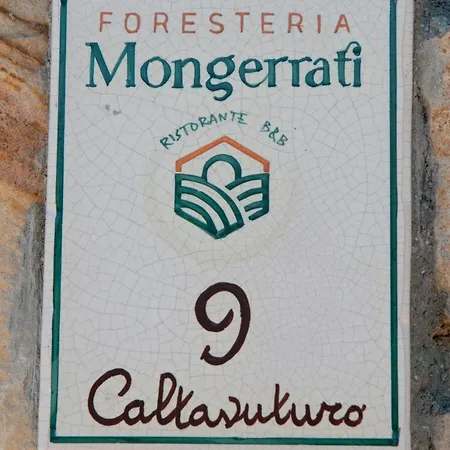 FORESTERIA
Mongerrati
RISTORANTE B&B
9
Caltavuturo